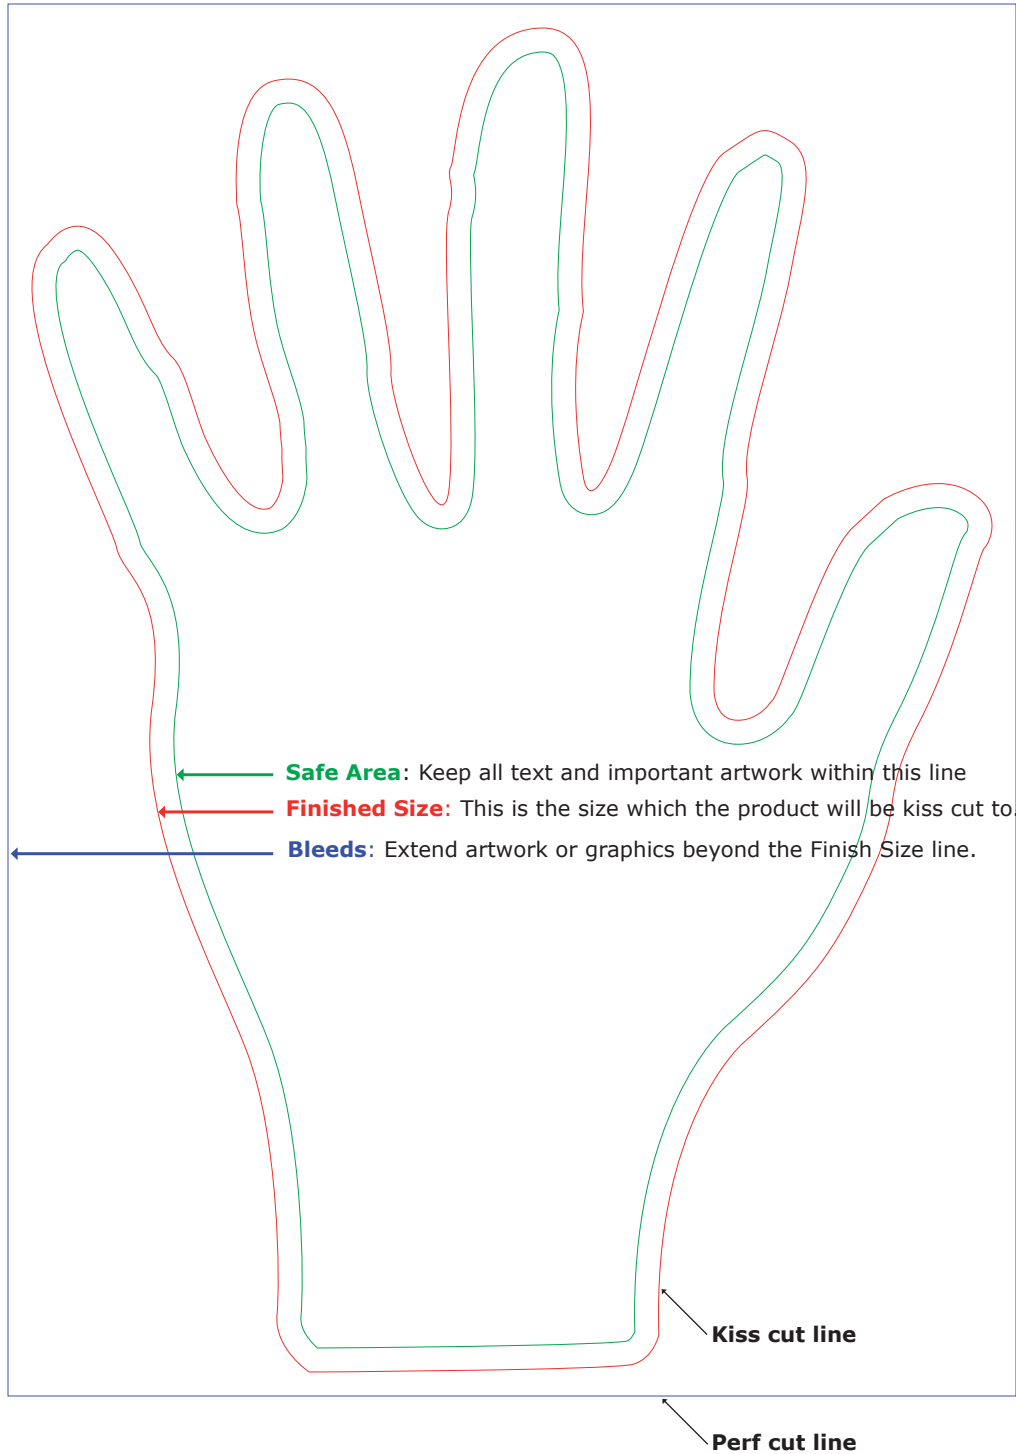 Safe Area: Keep all text and important artwork within this line
Finished Size: This is the size which the product will be kiss cut to.
Bleeds: Extend artwork or graphics beyond the Finish Size line.
Kiss cut line
Perf cut line